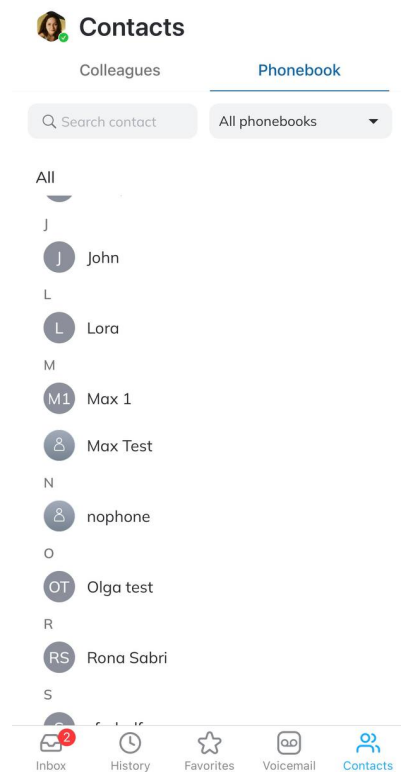 Contacts
Colleagues Phonebook
Search contact All phonebooks
All
J
J John
L
L Lora
M
M1 Max 1
Max Test
N
nophone
O
OT Olga test
R
RS Rona Sabri
S
2
Inbox History Favorites Voicemail Contacts